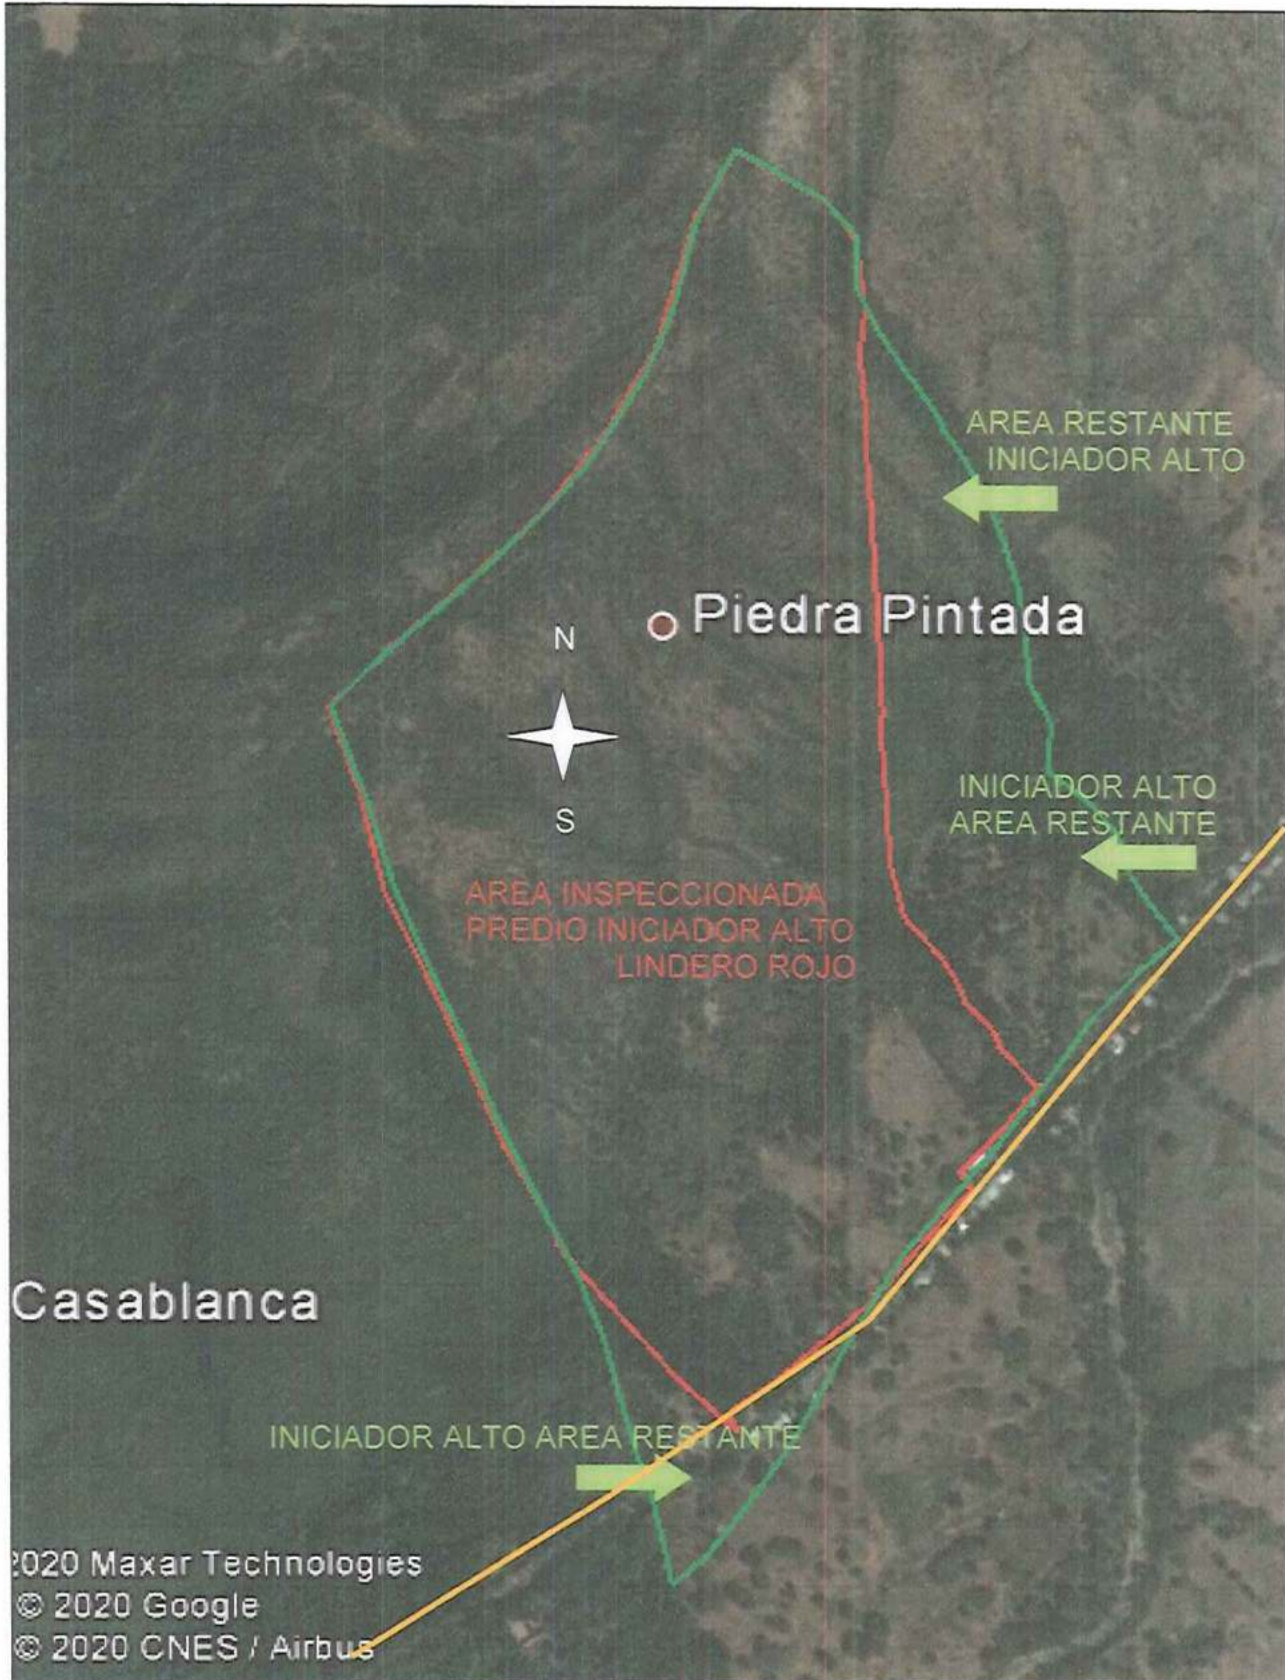 AREA RESTANTE
INICIADOR ALTO
Piedra Pintada
N
S
INICIADOR ALTO
AREA RESTANTE
AREA INSPECCIONADA
PREDIO INICIADOR ALTO
LINDERO ROJO
Casablanca
INICIADOR ALTO AREA RESTANTE
2020 Maxar Technologies
© 2020 Google
© 2020 CNES / Airbus